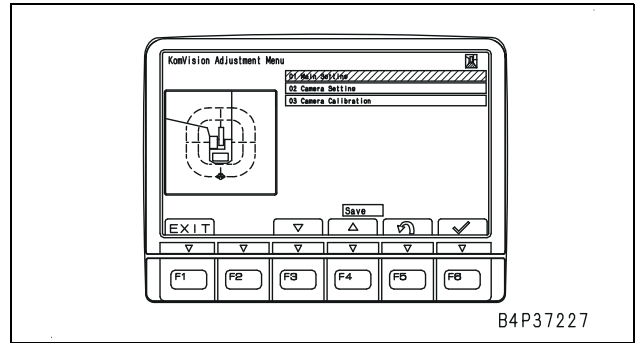 KomVision Adjustment Menu
01 Main Setting
02 Camera Setting
03 Camera Calibration
Save
EXIT
F1 F2 F3 F4 F5 F6
B4P37227